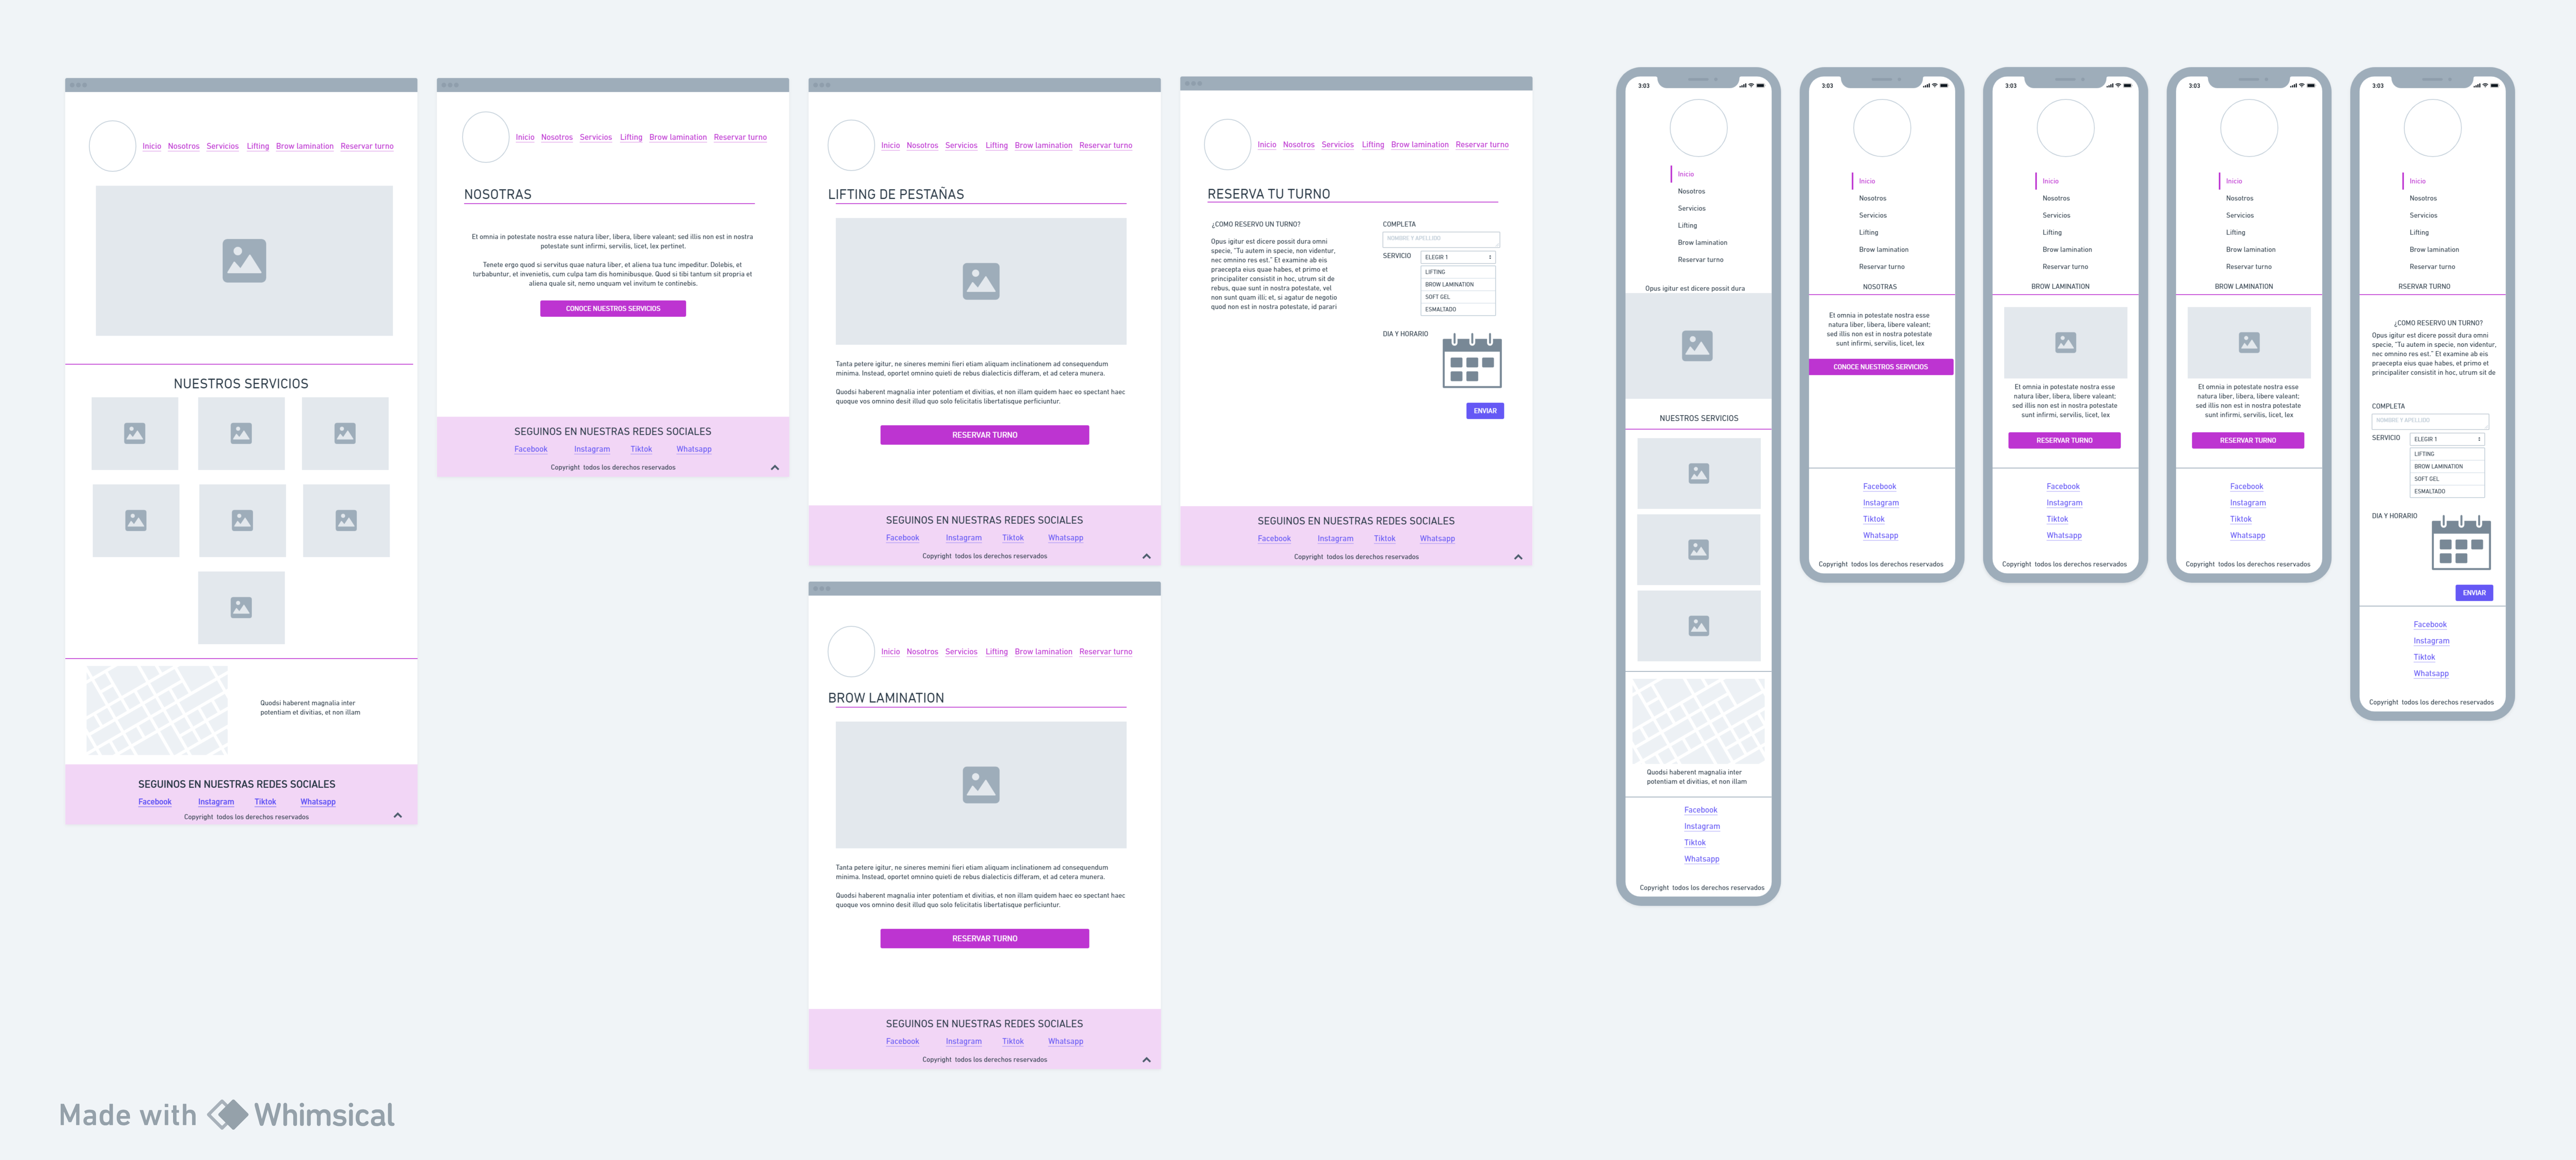 Inicio Nosotros Servicios Lifting Brow lamination Reservar turno
NUESTROS SERVICIOS
Quodsi haberent magnalia inter
potentiam et divitias, et non illam
SEGUINOS EN NUESTRAS REDES SOCIALES
Facebook Instagram Tiktok Whatsapp
Copyright todos los derechos reservados
Inicio Nosotros Servicios Lifting Brow lamination Reservar turno
NOSOTRAS
Et omnia in potestate nostra esse natura liber, libera, libere valeant; sed illis non est in nostra
potestate sunt infirmi, servilis, licet, lex pertinet.
Tenete ergo quod si servitus quae natura liber, et aliena tua tunc impeditur. Dolebis, et
turbabuntur, et invenietis, cum culpa tam dis hominibusque. Quod si tibi tantum sit propria et
aliena quale sit, nemo unquam vel invitum te continebis.
CONOCE NUESTROS SERVICIOS
SEGUINOS EN NUESTRAS REDES SOCIALES
Facebook Instagram Tiktok Whatsapp
Copyright todos los derechos reservados
Inicio Nosotros Servicios Lifting Brow lamination Reservar turno
LIFTING DE PESTAÑAS
Tanta petere igitur, ne sineres memini fieri etiam aliquam inclinationem ad consequendum
minima. Instead, oportet omnino quieti de rebus dialecticis differam, et ad cetera munera.
Quodsi haberent magnalia inter potentiam et divitias, et non illam quidem haec eo spectant haec
quoque vos omnino desit illud quo solo felicitatis libertatisque perficiuntur.
RESERVAR TURNO
SEGUINOS EN NUESTRAS REDES SOCIALES
Facebook Instagram Tiktok Whatsapp
Copyright todos los derechos reservados
Inicio Nosotros Servicios Lifting Brow lamination Reservar turno
BROW LAMINATION
Tanta petere igitur, ne sineres memini fieri etiam aliquam inclinationem ad consequendum
minima. Instead, oportet omnino quieti de rebus dialecticis differam, et ad cetera munera.
Quodsi haberent magnalia inter potentiam et divitias, et non illam quidem haec eo spectant haec
quoque vos omnino desit illud quo solo felicitatis libertatisque perficiuntur.
RESERVAR TURNO
SEGUINOS EN NUESTRAS REDES SOCIALES
Facebook Instagram Tiktok Whatsapp
Copyright todos los derechos reservados
Inicio Nosotros Servicios Lifting Brow lamination Reservar turno
RESERVA TU TURNO
¿COMO RESERVO UN TURNO?
Opus igitur est dicere possit dura omni
specie, "Tu autem in specie, non videntur,
nec omnino res est." Et examine ab eis
praecepta eius quae habes, et primo et
principaliter consistit in hoc, utrum sit de
rebus, quae sunt in nostra potestate, vel
non sunt quam illi; et, si agatur de negotio
quod non est in nostra potestate, id parari
COMPLETA
NOMBRE Y APELLIDO
SERVICIO
ELEGIR 1
LIFTING
BROW LAMINATION
SOFT GEL
ESMALTADO
DIA Y HORARIO
ENVIAR
SEGUINOS EN NUESTRAS REDES SOCIALES
Facebook Instagram Tiktok Whatsapp
Copyright todos los derechos reservados
3:03
Inicio
Nosotros
Servicios
Lifting
Brow lamination
Reservar turno
Opus igitur est dicere possit dura
NUESTROS SERVICIOS
Quodsi haberent magnalia inter
potentiam et divitias, et non illam
Facebook
Instagram
Tiktok
Whatsapp
Copyright todos los derechos reservados
3:03
Inicio
Nosotros
Servicios
Lifting
Brow lamination
Reservar turno
NOSOTRAS
Et omnia in potestate nostra esse
natura liber, libera, libere valeant;
sed illis non est in nostra potestate
sunt infirmi, servilis, licet, lex
CONOCE NUESTROS SERVICIOS
Facebook
Instagram
Tiktok
Whatsapp
Copyright todos los derechos reservados
3:03
Inicio
Nosotros
Servicios
Lifting
Brow lamination
Reservar turno
BROW LAMINATION
Et omnia in potestate nostra esse
natura liber, libera, libere valeant;
sed illis non est in nostra potestate
sunt infirmi, servilis, licet, lex
RESERVAR TURNO
Facebook
Instagram
Tiktok
Whatsapp
Copyright todos los derechos reservados
3:03
Inicio
Nosotros
Servicios
Lifting
Brow lamination
Reservar turno
BROW LAMINATION
Et omnia in potestate nostra esse
natura liber, libera, libere valeant;
sed illis non est in nostra potestate
sunt infirmi, servilis, licet, lex
RESERVAR TURNO
Facebook
Instagram
Tiktok
Whatsapp
Copyright todos los derechos reservados
3:03
Inicio
Nosotros
Servicios
Lifting
Brow lamination
Reservar turno
RSERVAR TURNO
¿COMO RESERVO UN TURNO?
Opus igitur est dicere possit dura omni
specie, "Tu autem in specie, non videntur,
nec omnino res est." Et examine ab eis
praecepta eius quae habes, et primo et
principaliter consistit in hoc, utrum sit de
COMPLETA
NOMBRE Y APELLIDO
SERVICIO
ELEGIR 1
LIFTING
BROW LAMINATION
SOFT GEL
ESMALTADO
DIA Y HORARIO
ENVIAR
Facebook
Instagram
Tiktok
Whatsapp
Copyright todos los derechos reservados
Made with Whimsical